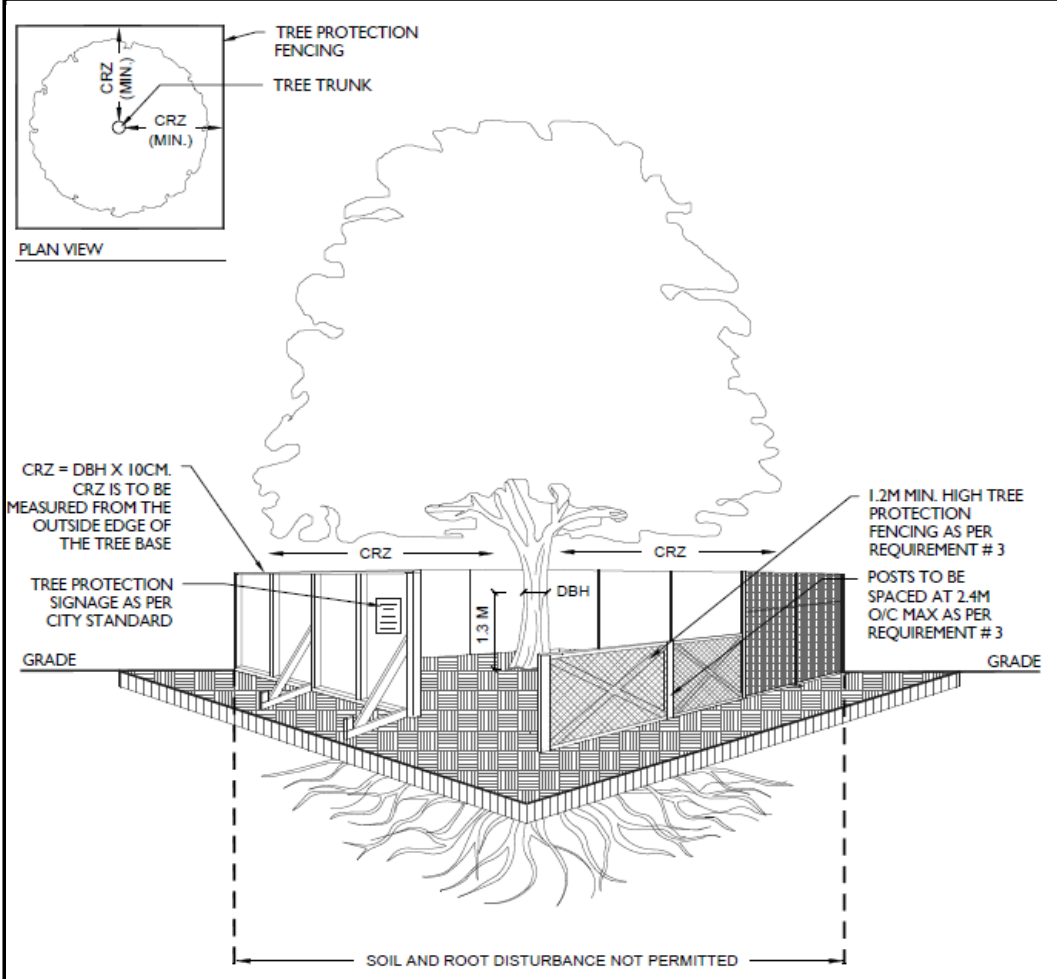 TREE PROTECTION
FENCING
TREE TRUNK
CRZ
(MIN.)
CRZ
(MIN.)
PLAN VIEW
CRZ = DBH X 10CM.
CRZ IS TO BE
MEASURED FROM THE
OUTSIDE EDGE OF
THE TREE BASE
TREE PROTECTION
SIGNAGE AS PER
CITY STANDARD
GRADE
CRZ
CRZ
DBH
1.3 M
1.2M MIN. HIGH TREE
PROTECTION
FENCING AS PER
REQUIREMENT # 3
POSTS TO BE
SPACED AT 2.4M
O/C MAX AS PER
REQUIREMENT # 3
GRADE
SOIL AND ROOT DISTURBANCE NOT PERMITTED